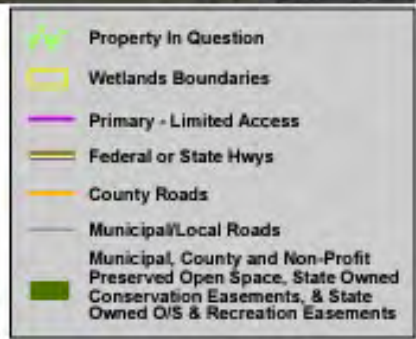 Property In Question
Wetlands Boundaries
Primary - Limited Access
Federal or State Hwys
County Roads
Municipal/Local Roads
Municipal, County and Non-Profit
Preserved Open Space, State Owned
Conservation Easements, & State
Owned O/S & Recreation Easements